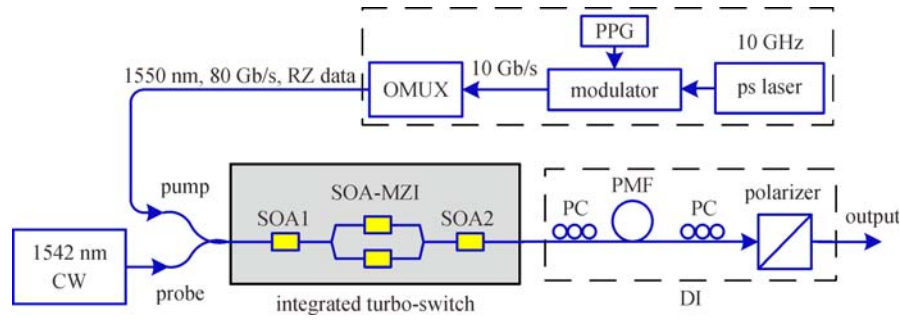 PPG
10 GHz
1550 nm, 80 Gb/s, RZ data
OMUX
10 Gb/s
modulator
ps laser
pump
SOA-MZI
SOA1
SOA2
PC
PMF
PC
polarizer
output
1542 nm
CW
probe
integrated turbo-switch
DI